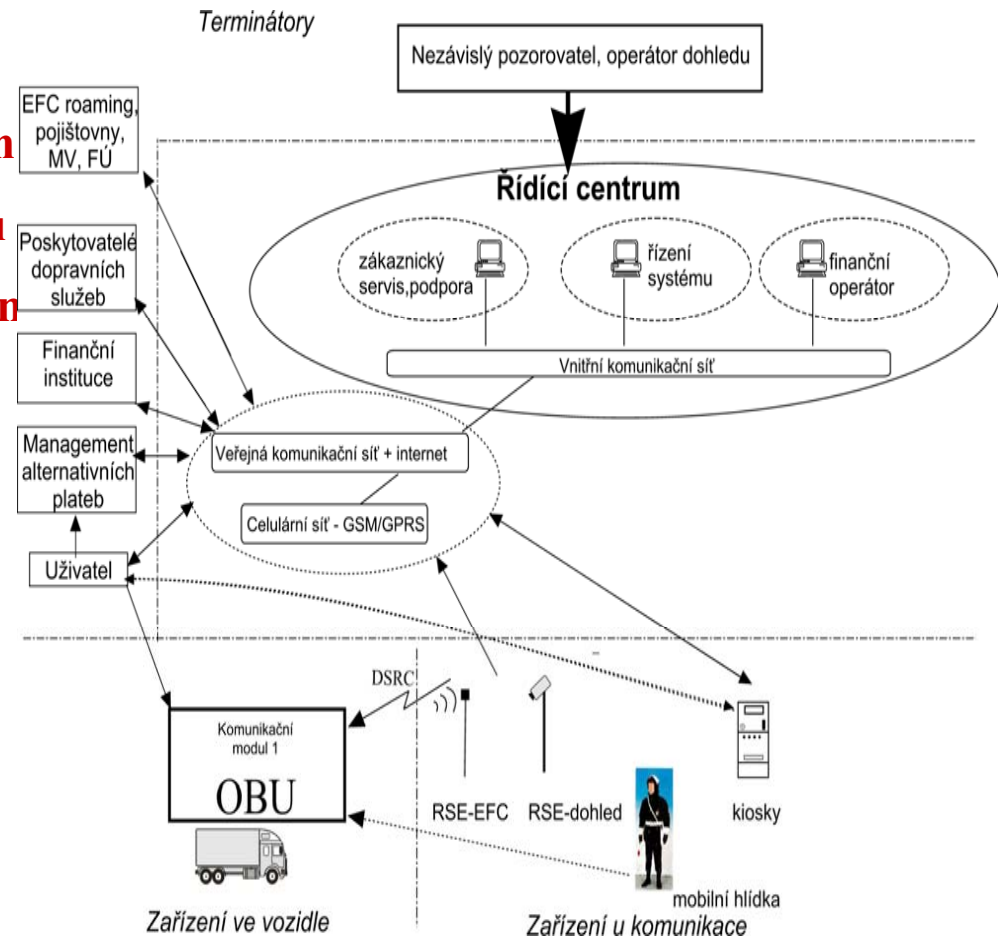 Terminátory
Nezávislý pozorovatel, operátor dohledu
EFC roaming,
pojištovny,
MV, FÚ
Řídící centrum
Poskytovatelé
dopravních
služeb
zákaznický
servis,podpora
řízení
systému
finanční
operátor
Finanční
instituce
Vnitřní komunikační síť
Management
alternativních
plateb
Veřejná komunikační síť + internet
Celulární síť - GSM/GPRS
Uživatel
DSRC
Komunikační
modul 1
OBU
RSE-EFC
RSE-dohled
kiosky
mobilní hlídka
Zařízení ve vozidle
Zařízení u komunikace